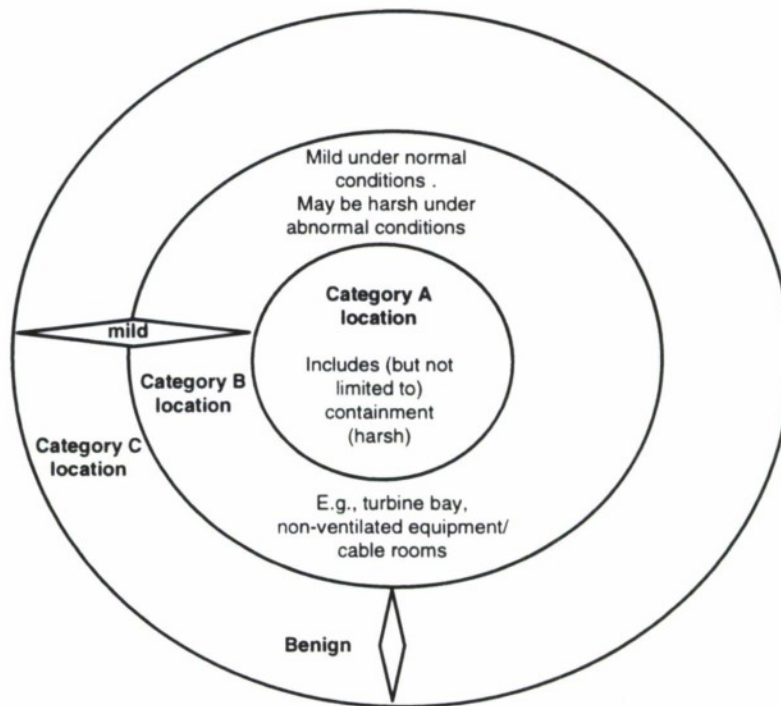 Mild under normal
conditions .
May be harsh under
abnormal conditions
Category A
location
mild
Includes (but not
limited to)
containment
(harsh)
Category B
location
Category C
location
E.g., turbine bay,
non-ventilated equipment/
cable rooms
Benign